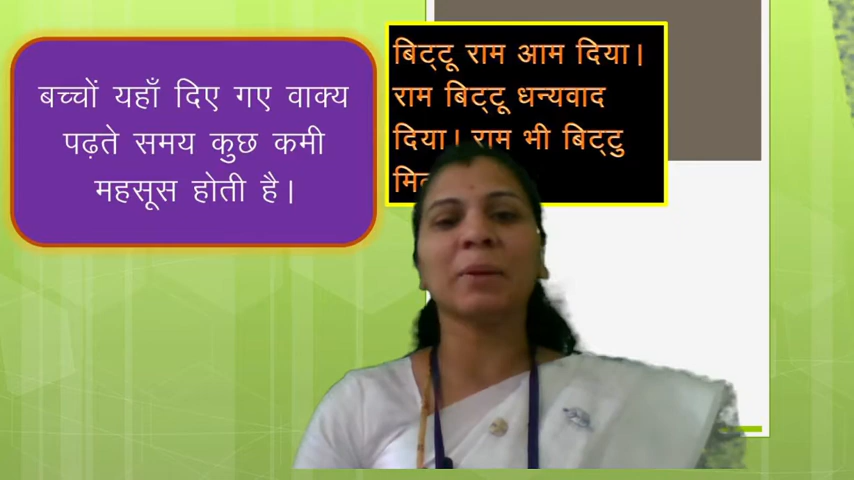 बच्चों यहाँ दिए गए वाक्य
पढ़ते समय कुछ कमी
महसूस होती है।
बिट्टू राम आम दिया।
राम बिट्टू धन्यवाद
दिया। राम भी बिट्टु